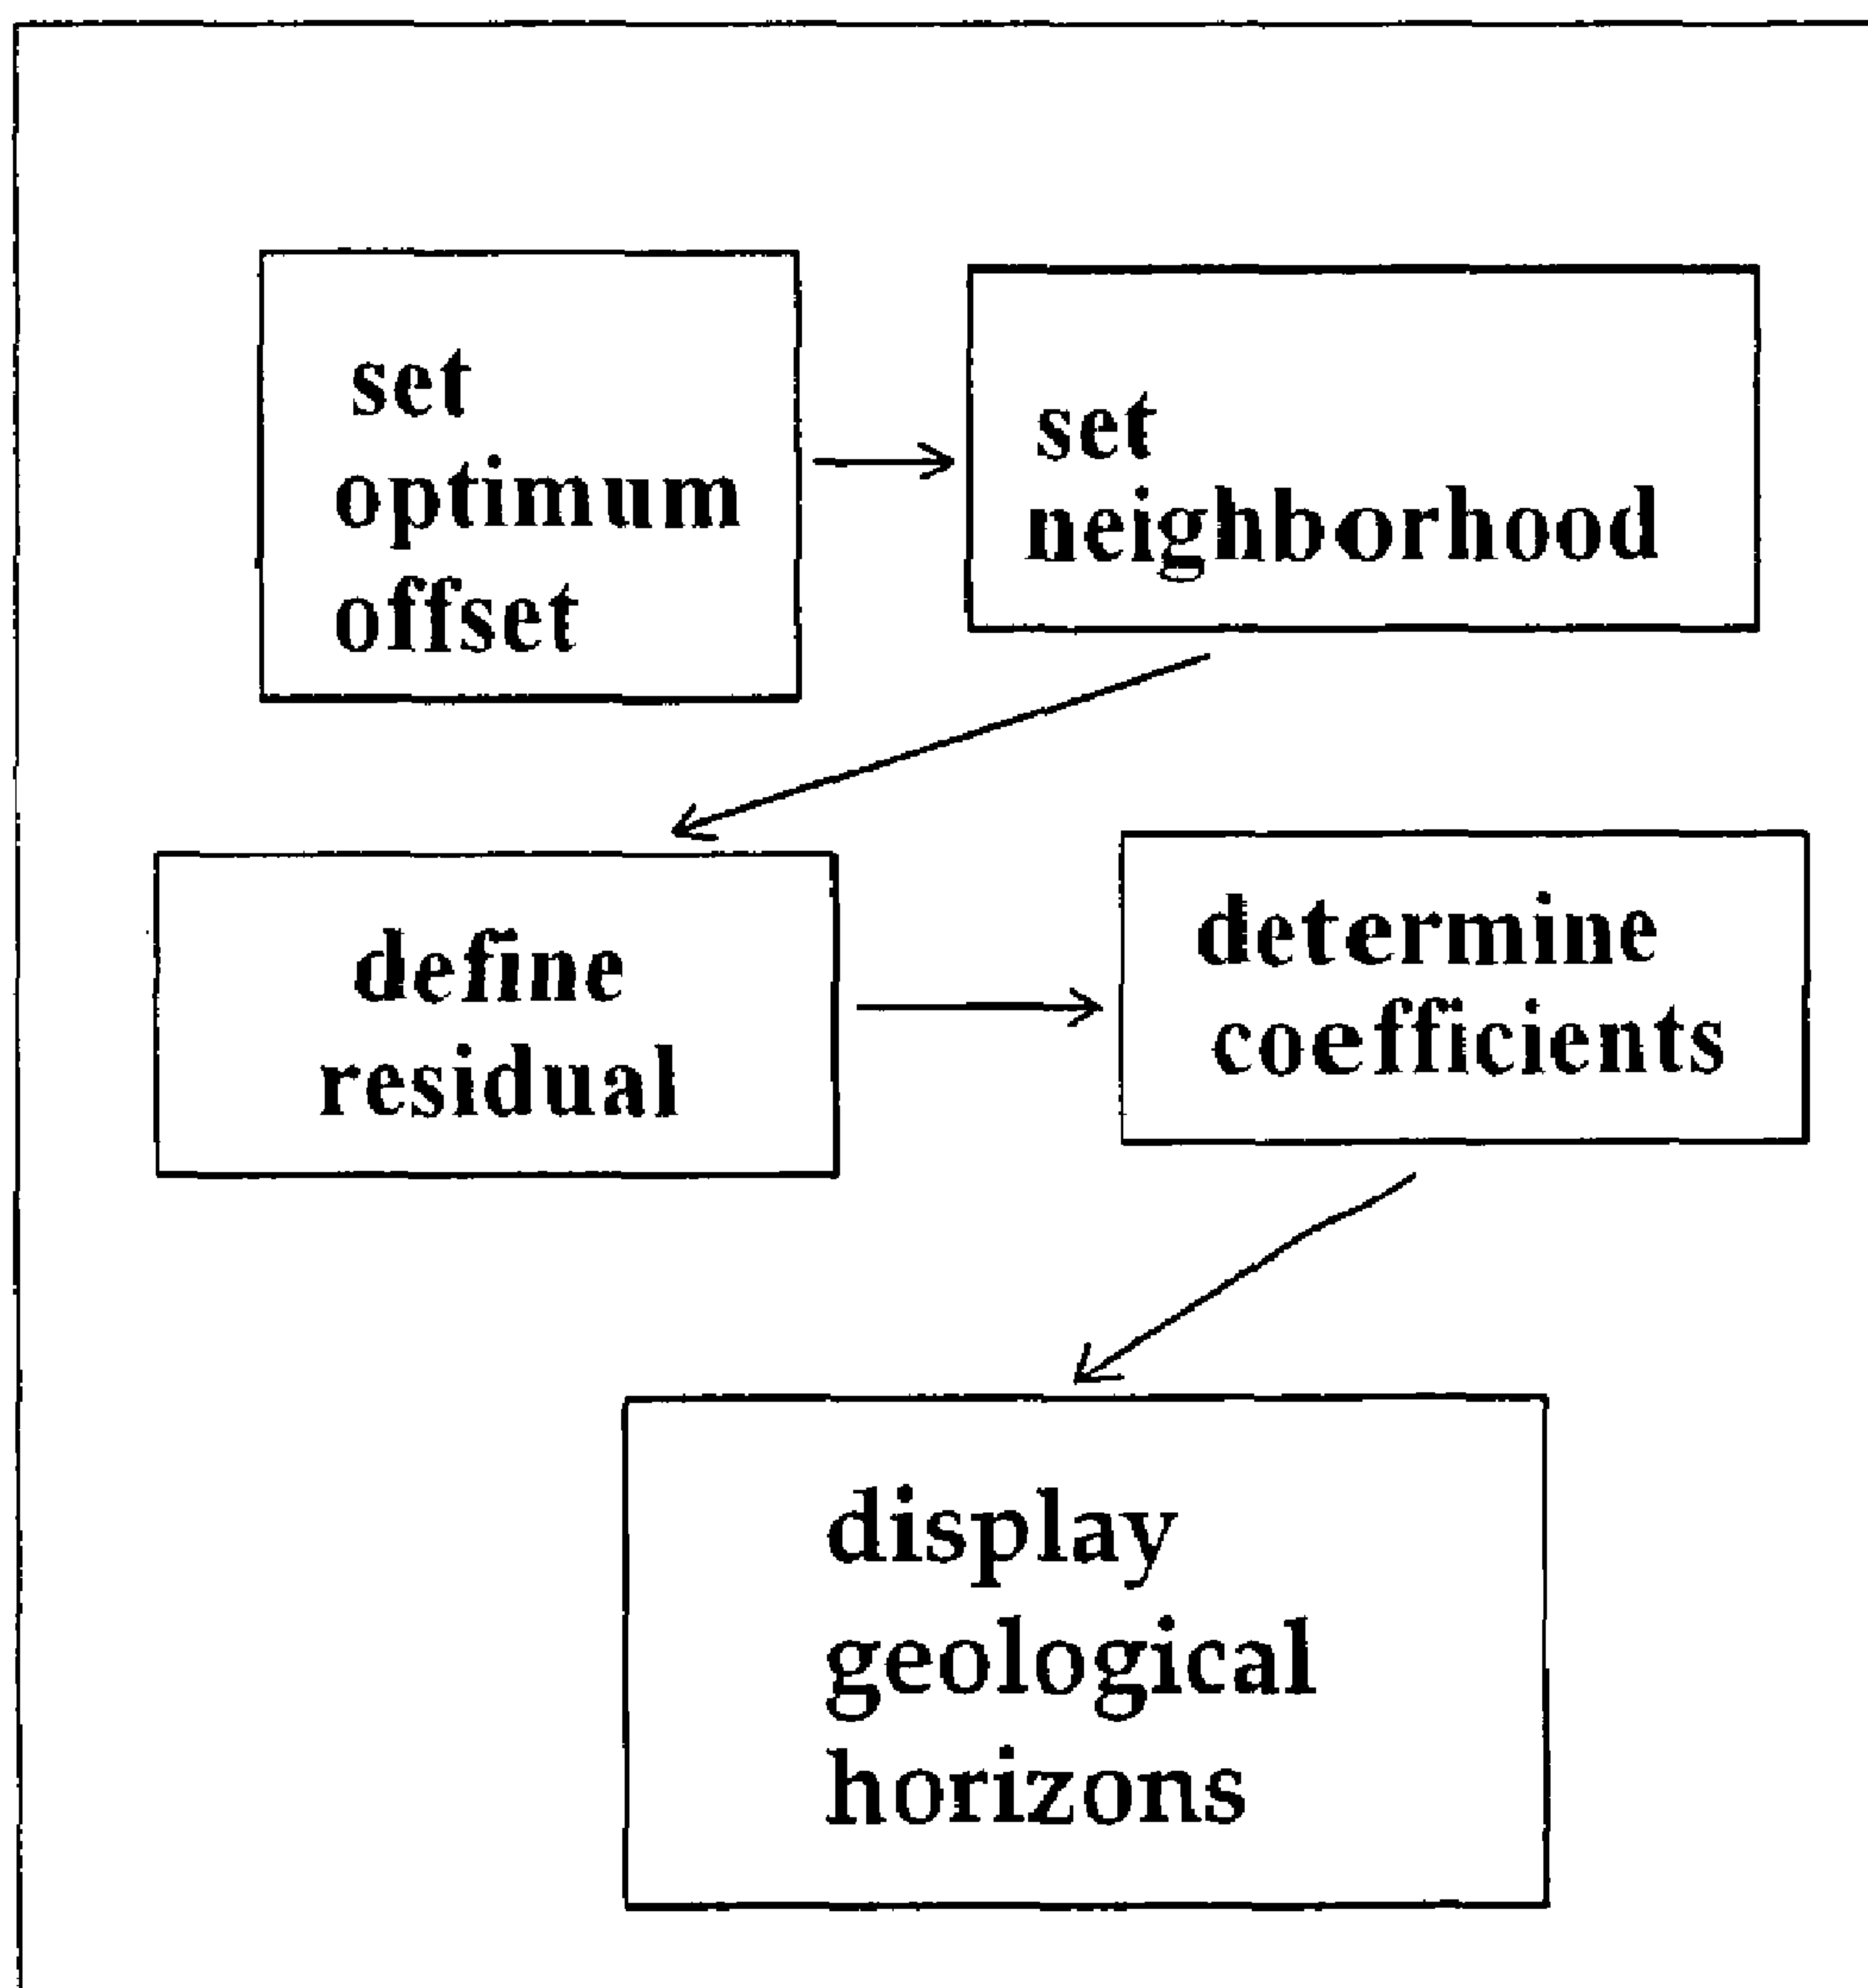 set
optimum
offset
set
neighborhood
define
residual
determine
coefficients
display
geological
horizons